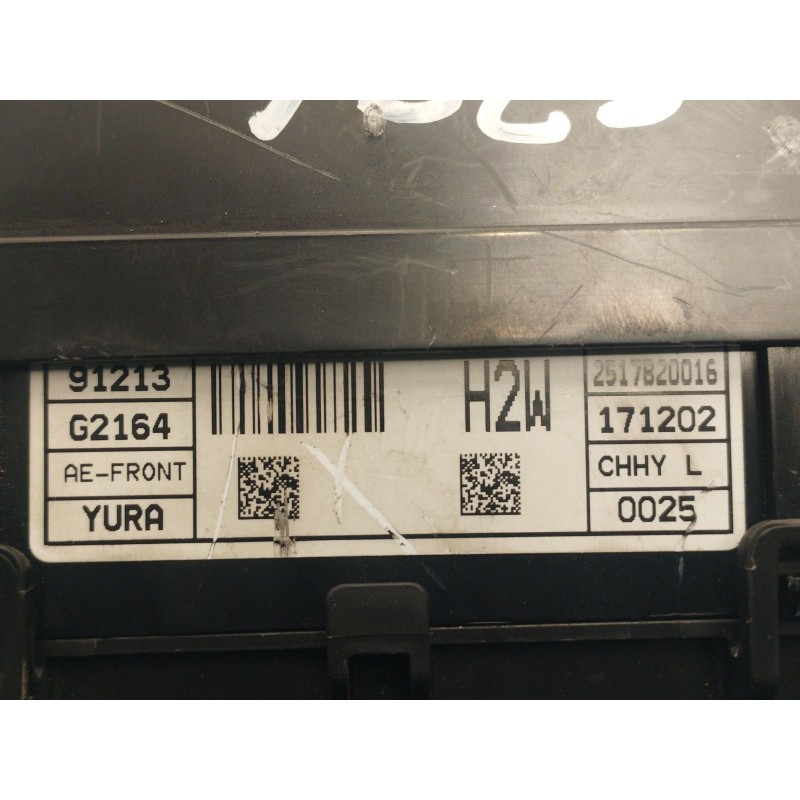 91213
G2164
AE-FRONT
YURA
H2W
2517B20016
171202
CHHY L
0025